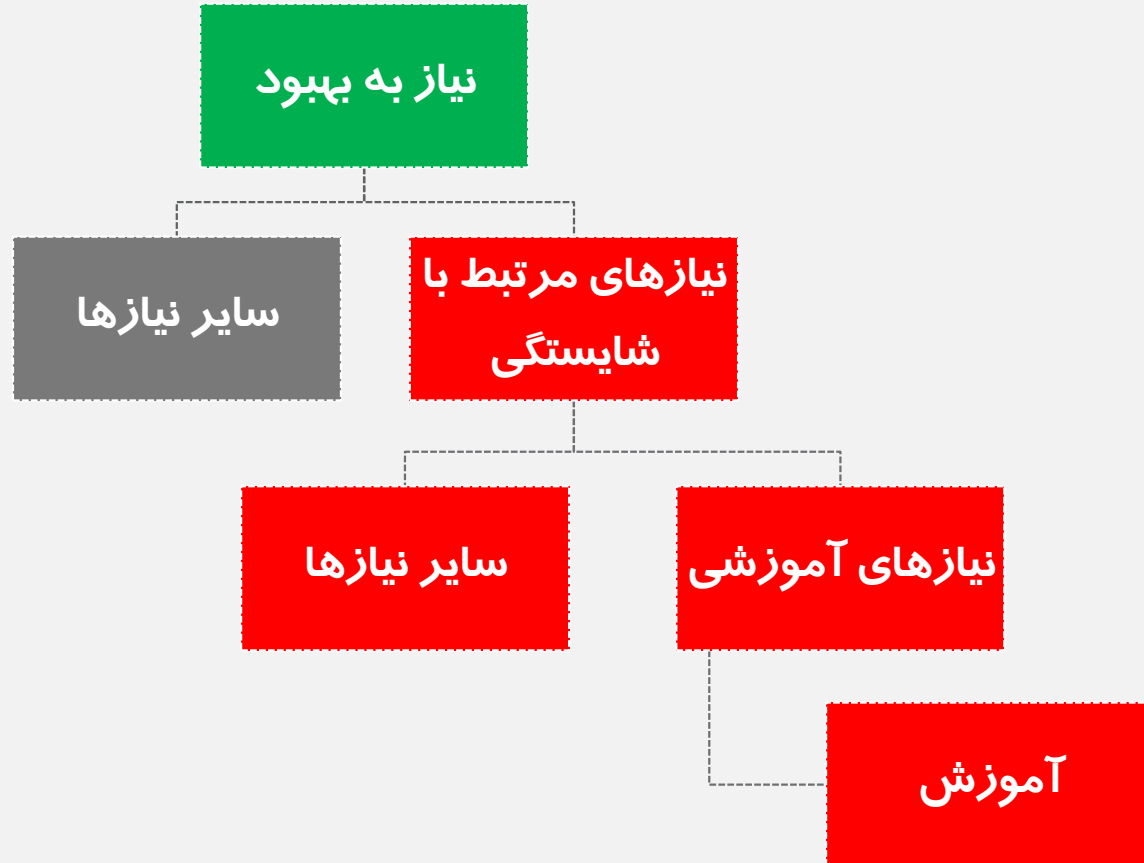 نیاز به بهبود
نیازهای مرتبط با
شایستگی
سایر نیازها
نیازهای آموزشی
سایر نیازها
آموزش